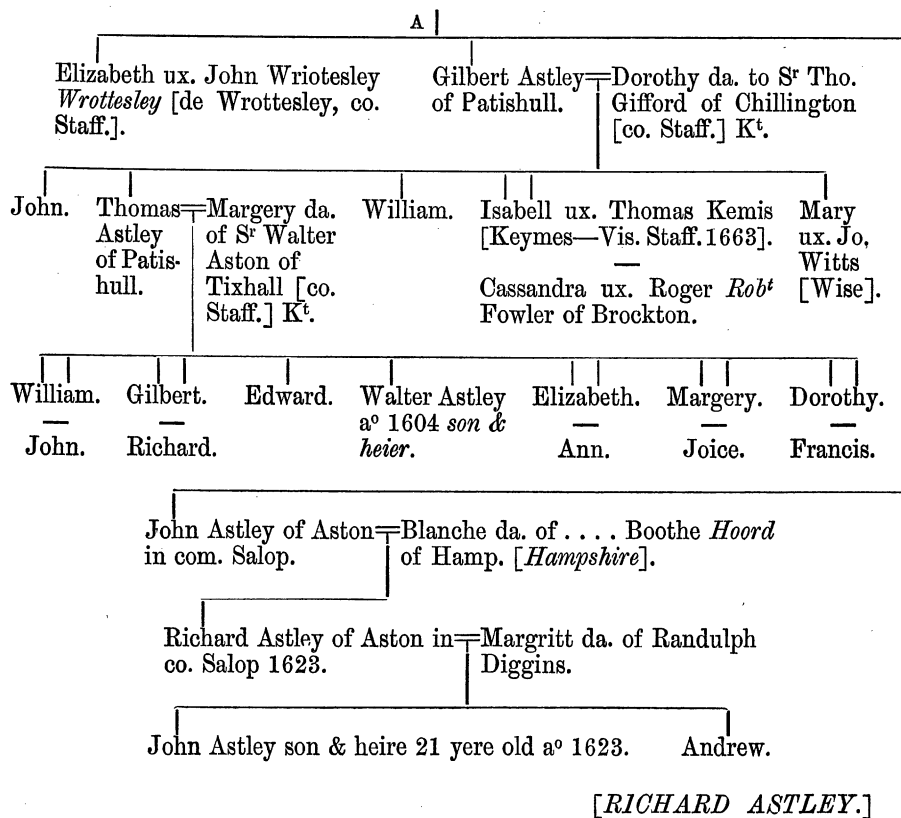 A
Elizabeth ux. John Wriotesley
Wrottesley [de Wrottesley, co.
Staff.].
Gilbert Astley
of Patishull.
Dorothy da. to Sʳ Tho.
Gifford of Chillington
[co. Staff.] Kᵗ.
John.
Thomas
Astley
of Patis-
hull.
Margery da.
of Sʳ Walter
Aston of
Tixhall [co.
Staff.] Kᵗ.
William.
Isabell ux. Thomas Kemis
[Keymes—Vis. Staff. 1663].
—
Cassandra ux. Roger Robᵗ
Fowler of Brockton.
Mary
ux. Jo,
Witts
[Wise].
William.
—
John.
Gilbert.
—
Richard.
Edward.
Walter Astley
aº 1604 son &
heier.
Elizabeth.
—
Ann.
Margery.
—
Joice.
Dorothy.
—
Francis.
John Astley of Aston
in com. Salop.
Blanche da. of . . . . Boothe Hoord
of Hamp. [Hampshire].
Richard Astley of Aston in
co. Salop 1623.
Margritt da. of Randulph
Diggins.
John Astley son & heire 21 yere old aº 1623.
Andrew.
[RICHARD ASTLEY.]